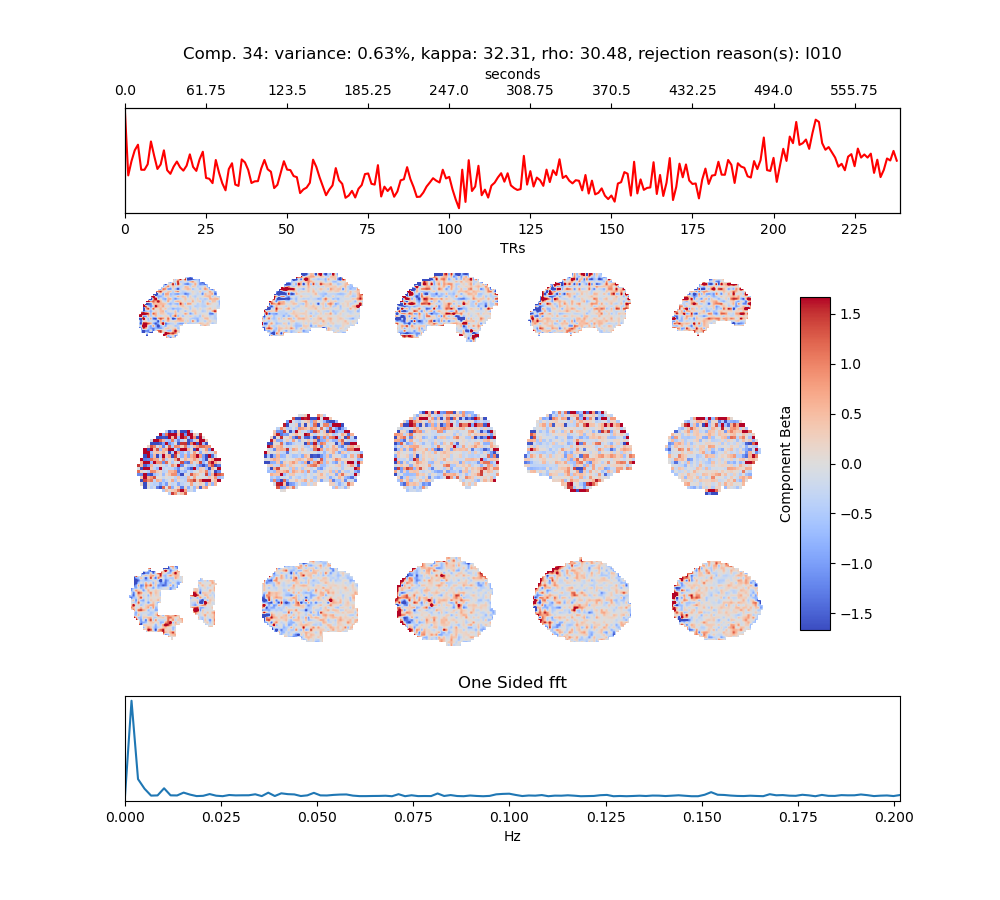 Comp. 34: variance: 0.63%, kappa: 32.31, rho: 30.48, rejection reason(s): I010
seconds
0.0 61.75 123.5 185.25 247.0 308.75 370.5 432.25 494.0 555.75
0 25 50 75 100 125 150 175 200 225
TRs
1.5
1.0
0.5
0.0
−0.5
−1.0
−1.5
Component Beta
One Sided fft
0.000 0.025 0.050 0.075 0.100 0.125 0.150 0.175 0.200
Hz